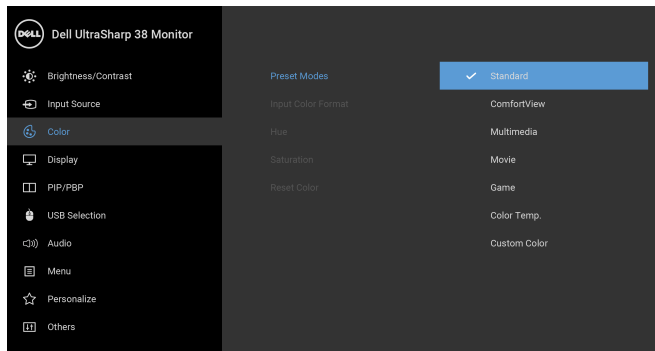 DELL Dell UltraSharp 38 Monitor
Brightness/Contrast
Input Source
Color
Display
PIP/PBP
USB Selection
Audio
Menu
Personalize
Others
Preset Modes
Input Color Format
Hue
Saturation
Reset Color
Standard
ComfortView
Multimedia
Movie
Game
Color Temp.
Custom Color